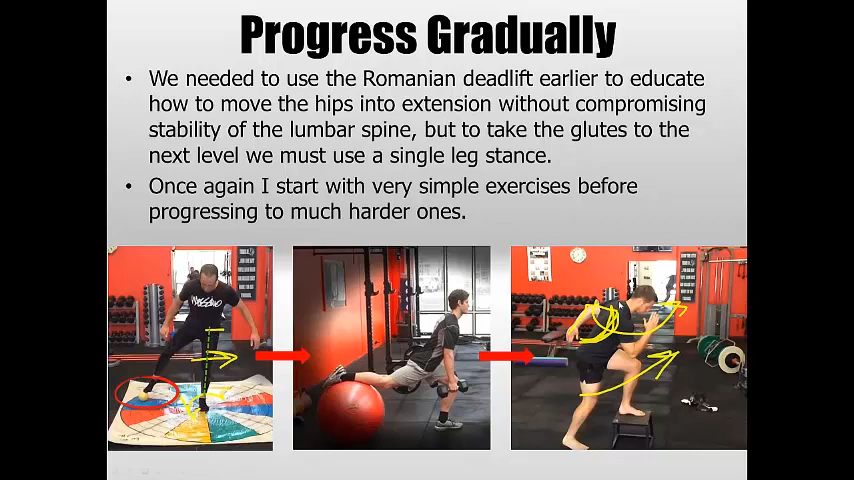 Progress Gradually
• We needed to use the Romanian deadlift earlier to educate
how to move the hips into extension without compromising
stability of the lumbar spine, but to take the glutes to the
next level we must use a single leg stance.
• Once again I start with very simple exercises before
progressing to much harder ones.